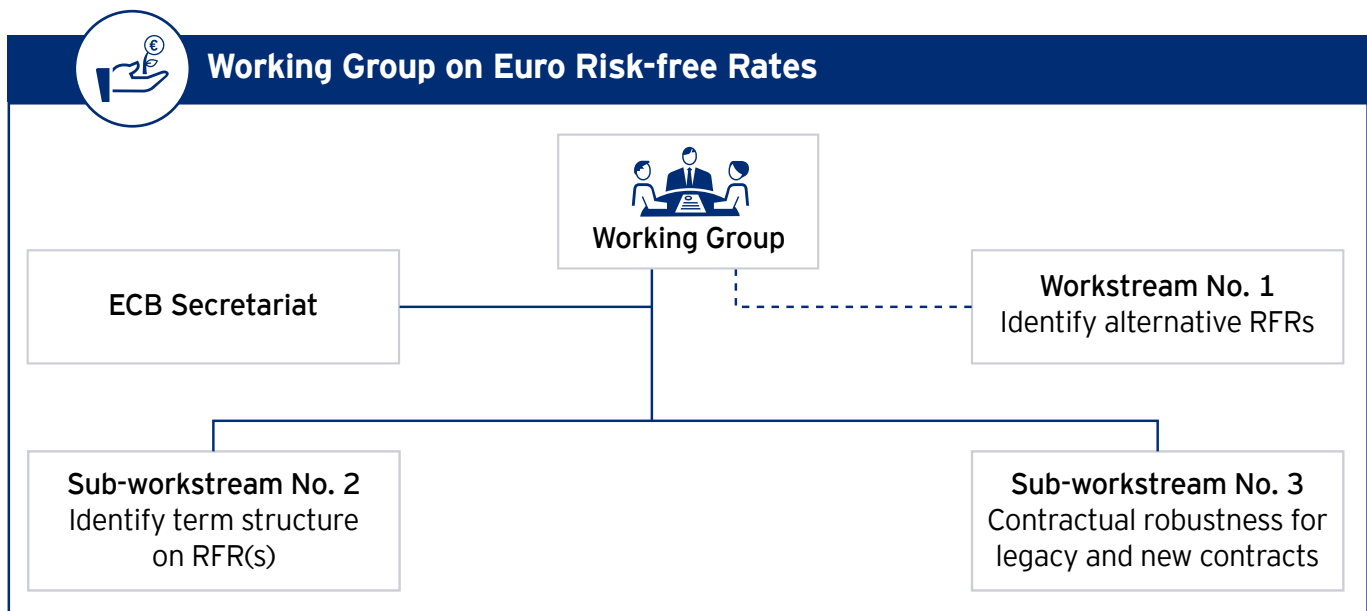 €
Working Group on Euro Risk-free Rates
Working Group
ECB Secretariat
Workstream No. 1
Identify alternative RFRs
Sub-workstream No. 2
Identify term structure
on RFR(s)
Sub-workstream No. 3
Contractual robustness for
legacy and new contracts